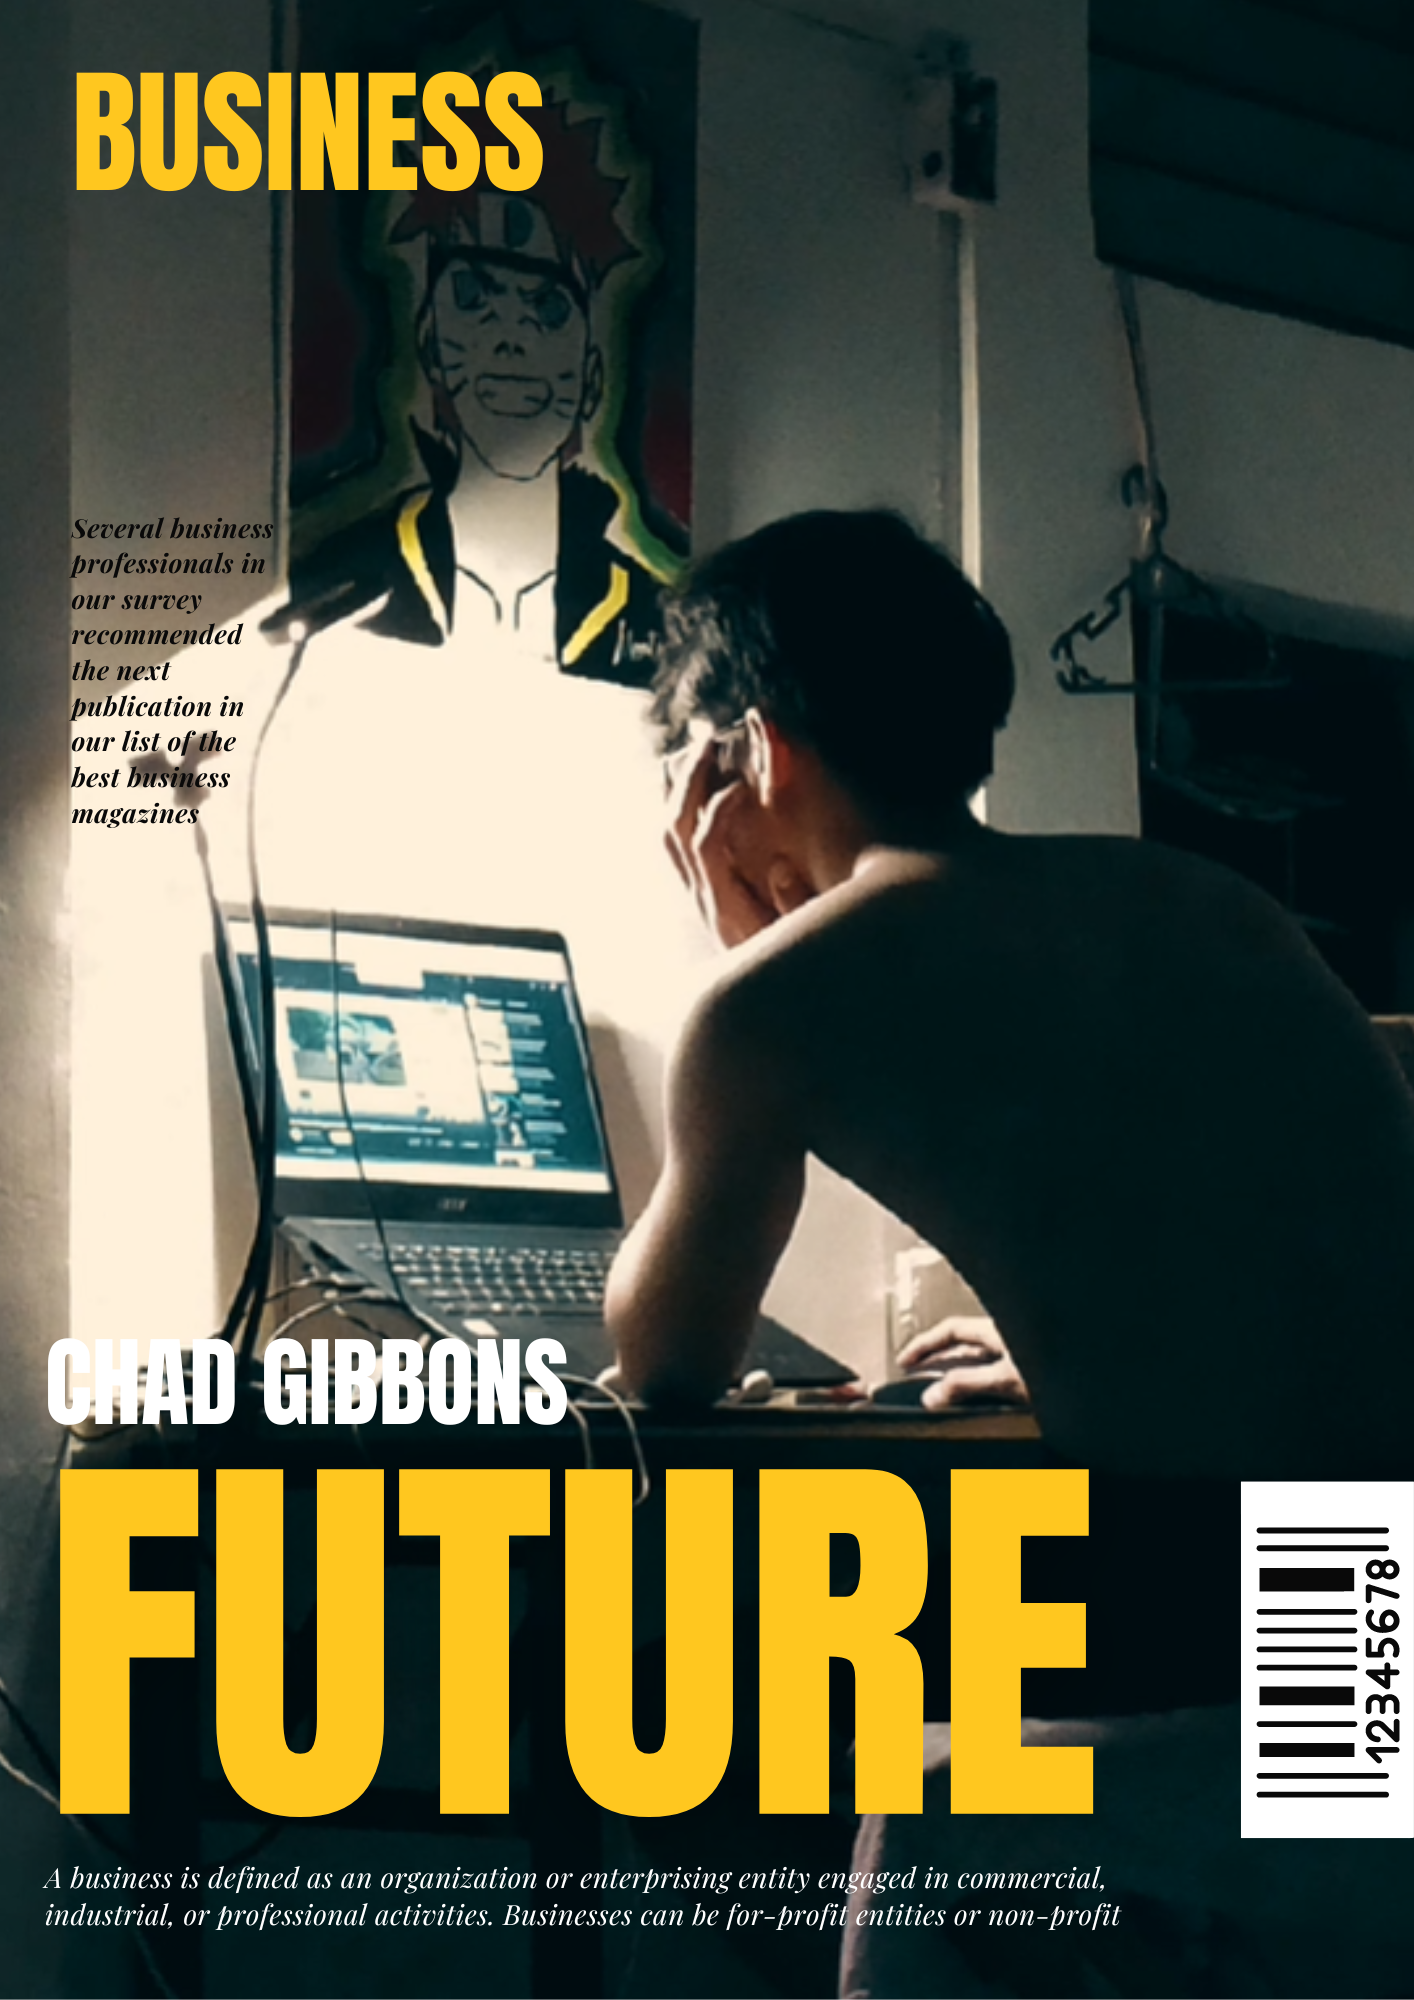 BUSINESS
Several business
professionals in
our survey
recommended
the next
publication in
our list of the
best business
magazines
CHAD GIBBONS
FUTURE
12345678
A business is defined as an organization or enterprising entity engaged in commercial,
industrial, or professional activities. Businesses can be for-profit entities or non-profit